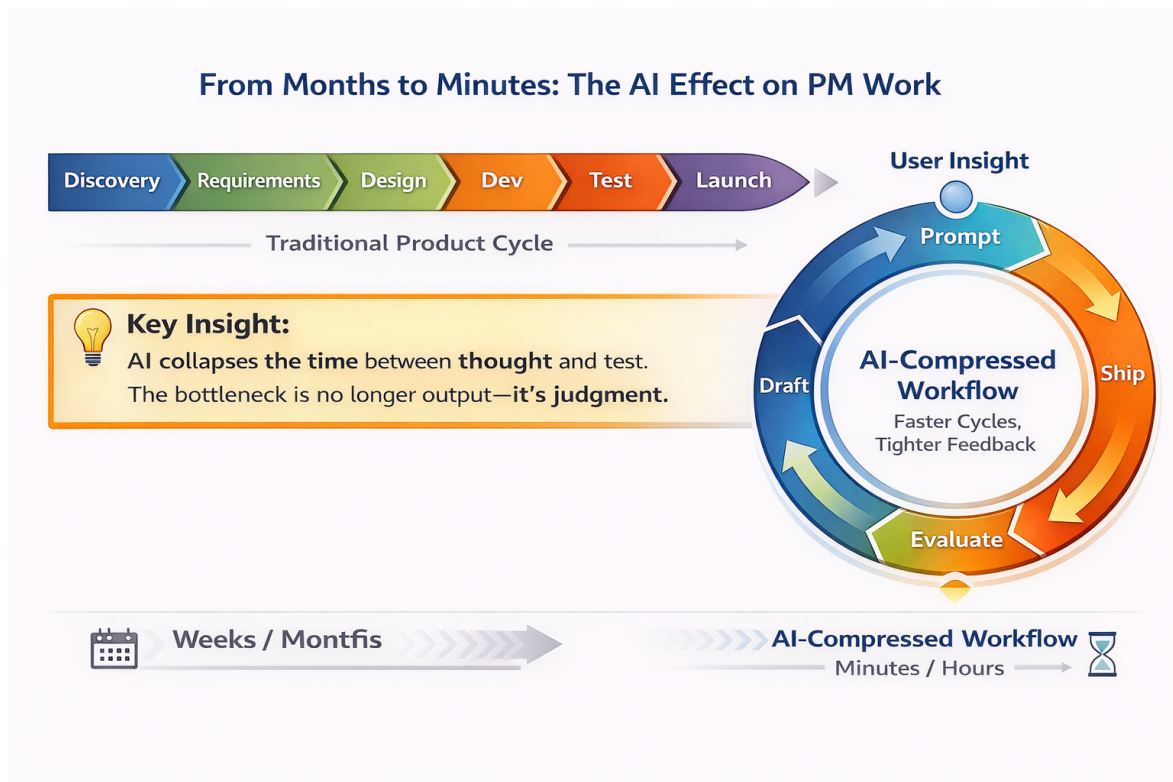 From Months to Minutes: The AI Effect on PM Work
Discovery
Requirements
Design
Dev
Test
Launch
Traditional Product Cycle
Key Insight:
AI collapses the time between thought and test.
The bottleneck is no longer output—it's judgment.
User Insight
Prompt
Ship
Evaluate
Draft
AI-Compressed
Workflow
Faster Cycles,
Tighter Feedback
Weeks / Montfis
AI-Compressed Workflow
Minutes / Hours